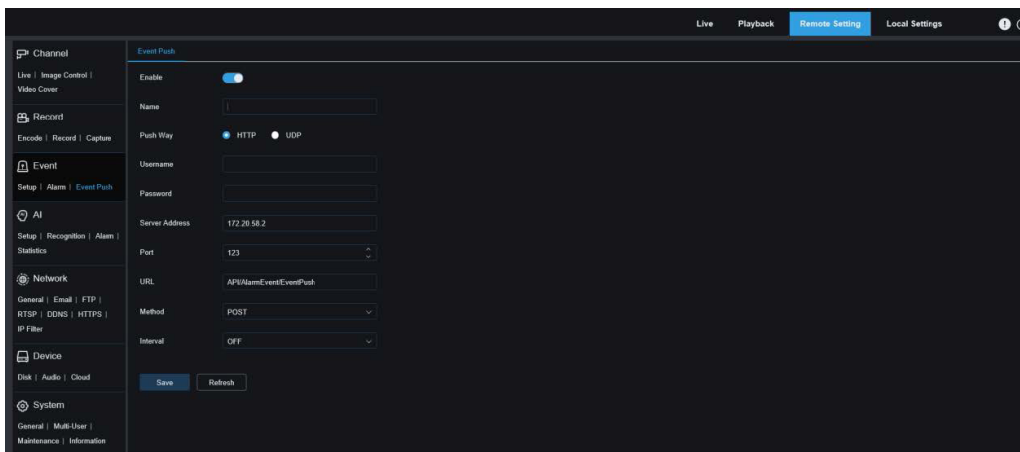 Live Playback Remote Setting Local Settings
Channel
Live | Image Control |
Video Cover
Record
Encode | Record | Capture
Event
Setup | Alarm | Event Push
AI
Setup | Recognition | Alarm |
Statistics
Network
General | Email | FTP |
RTSP | DDNS | HTTPS |
IP Filter
Device
Disk | Audio | Cloud
System
General | Multi-User |
Maintenance | Information
Event Push
Enable
Name
Push Way HTTP UDP
Username
Password
Server Address 172.20.58.2
Port 123
URL API/AlarmEvent/EventPush
Method POST
Interval OFF
Save Refresh